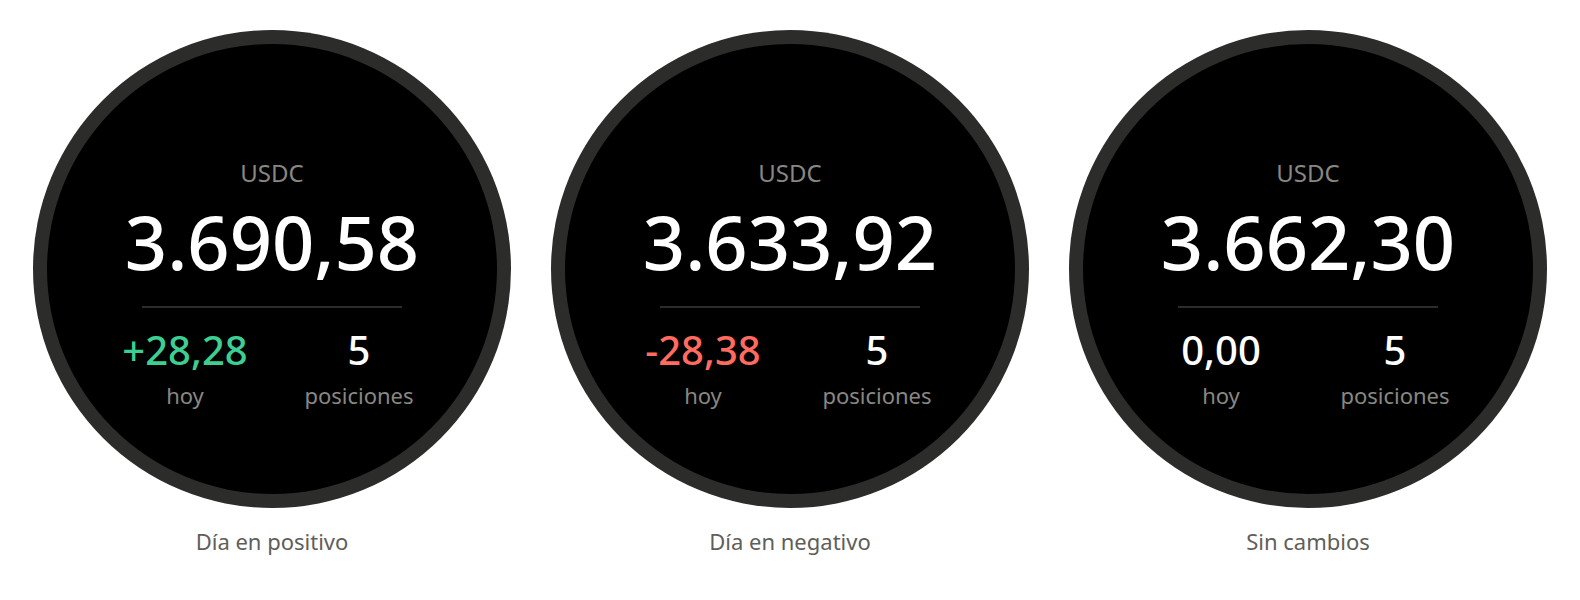 USDC
3.690,58
+28,28 5
hoy posiciones
Día en positivo
USDC
3.633,92
-28,38 5
hoy posiciones
Día en negativo
USDC
3.662,30
0,00 5
hoy posiciones
Sin cambios